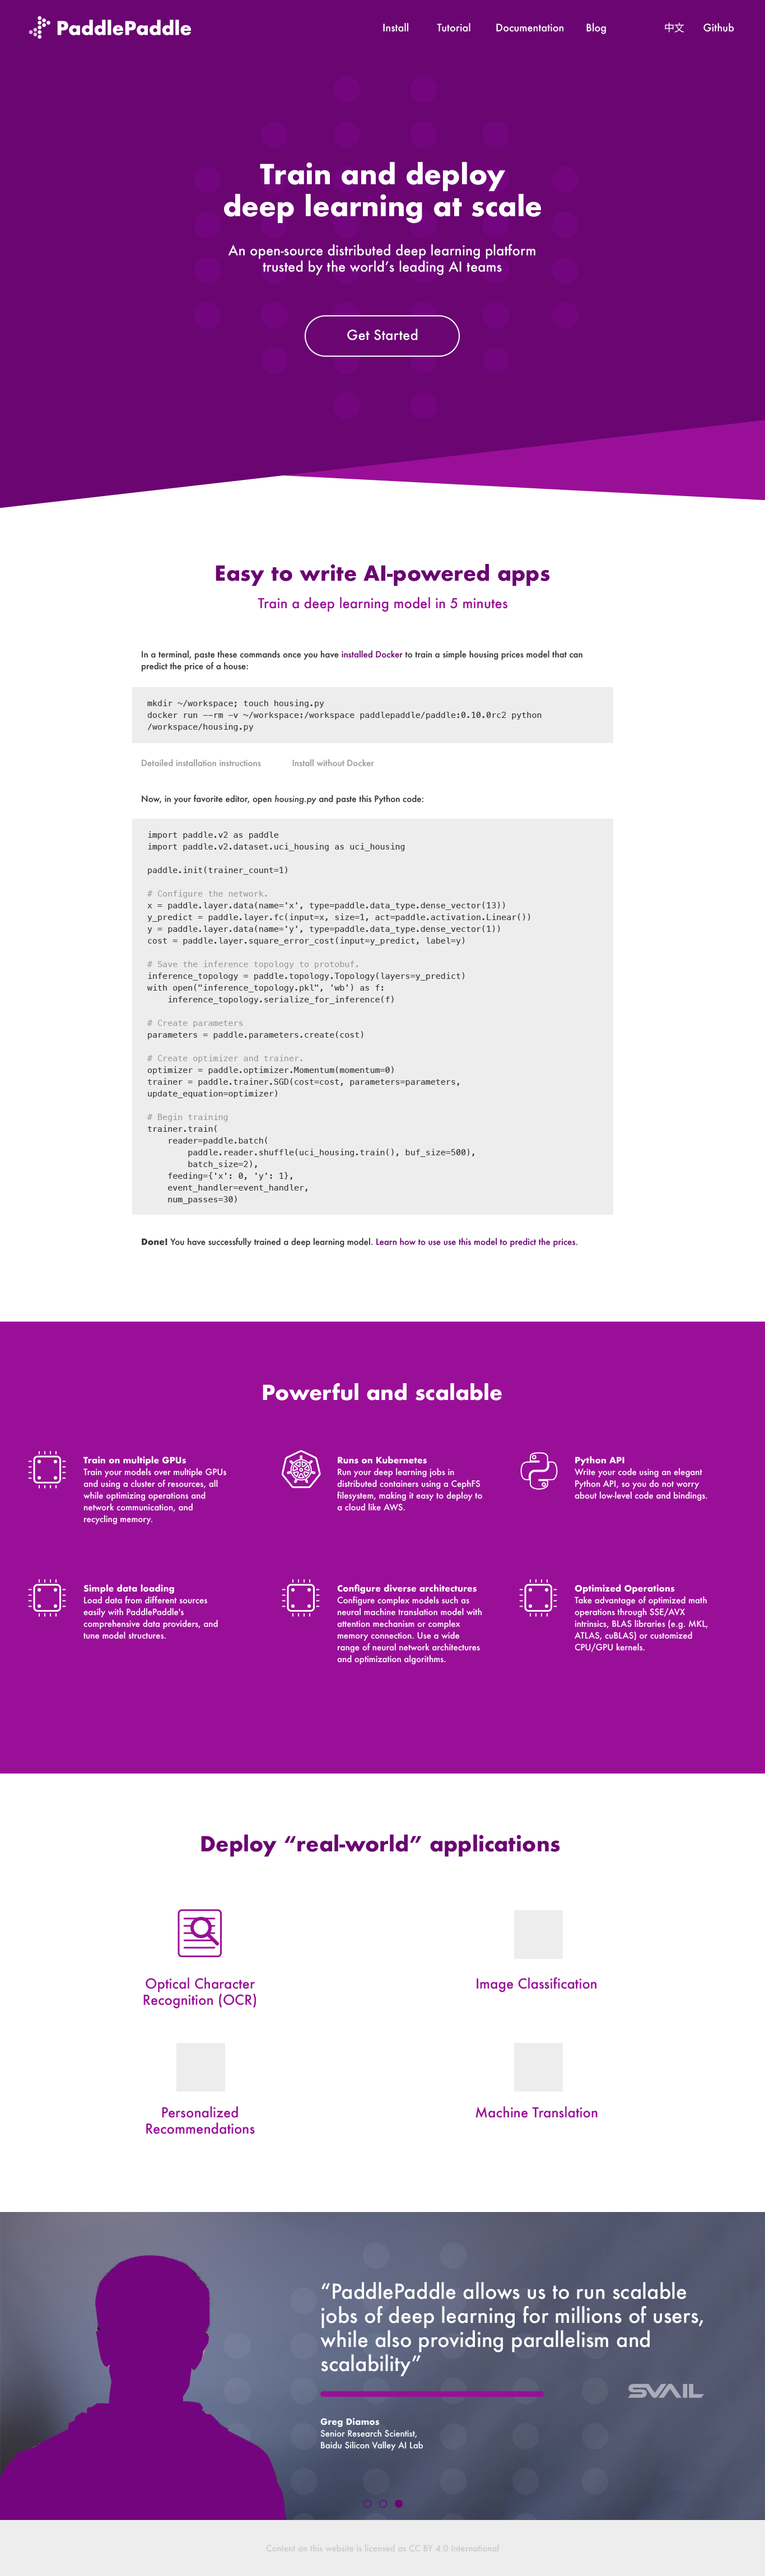 PaddlePaddle
Install Tutorial Documentation Blog 中文 Github
Train and deploy
deep learning at scale
An open-source distributed deep learning platform
trusted by the world’s leading AI teams
Get Started
Easy to write AI-powered apps
Train a deep learning model in 5 minutes
In a terminal, paste these commands once you have installed Docker to train a simple housing prices model that can
predict the price of a house:
mkdir ~/workspace; touch housing.py
docker run --rm -v ~/workspace:/workspace paddlepaddle/paddle:0.10.0rc2 python
/workspace/housing.py
Detailed installation instructions Install without Docker
Now, in your favorite editor, open housing.py and paste this Python code:
import paddle.v2 as paddle
import paddle.v2.dataset.uci_housing as uci_housing
paddle.init(trainer_count=1)
# Configure the network.
x = paddle.layer.data(name='x', type=paddle.data_type.dense_vector(13))
y_predict = paddle.layer.fc(input=x, size=1, act=paddle.activation.Linear())
y = paddle.layer.data(name='y', type=paddle.data_type.dense_vector(1))
cost = paddle.layer.square_error_cost(input=y_predict, label=y)
# Save the inference topology to protobuf.
inference_topology = paddle.topology.Topology(layers=y_predict)
with open("inference_topology.pkl", 'wb') as f:
    inference_topology.serialize_for_inference(f)
# Create parameters
parameters = paddle.parameters.create(cost)
# Create optimizer and trainer.
optimizer = paddle.optimizer.Momentum(momentum=0)
trainer = paddle.trainer.SGD(cost=cost, parameters=parameters,
update_equation=optimizer)
# Begin training
trainer.train(
    reader=paddle.batch(
        paddle.reader.shuffle(uci_housing.train(), buf_size=500),
        batch_size=2),
    feeding={'x': 0, 'y': 1},
    event_handler=event_handler,
    num_passes=30)
Done! You have successfully trained a deep learning model. Learn how to use use this model to predict the prices.
Powerful and scalable
Train on multiple GPUs
Train your models over multiple GPUs
and using a cluster of resources, all
while optimizing operations and
network communication, and
recycling memory.
Runs on Kubernetes
Run your deep learning jobs in
distributed containers using a CephFS
filesystem, making it easy to deploy to
a cloud like AWS.
Python API
Write your code using an elegant
Python API, so you do not worry
about low-level code and bindings.
Simple data loading
Load data from different sources
easily with PaddlePaddle's
comprehensive data providers, and
tune model structures.
Configure diverse architectures
Configure complex models such as
neural machine translation model with
attention mechanism or complex
memory connection. Use a wide
range of neural network architectures
and optimization algorithms.
Optimized Operations
Take advantage of optimized math
operations through SSE/AVX
intrinsics, BLAS libraries (e.g. MKL,
ATLAS, cuBLAS) or customized
CPU/GPU kernels.
Deploy “real-world” applications
Optical Character
Recognition (OCR)
Image Classification
Personalized
Recommendations
Machine Translation
“PaddlePaddle allows us to run scalable
jobs of deep learning for millions of users,
while also providing parallelism and
scalability”
SVAIL
Greg Diamos
Senior Research Scientist,
Baidu Silicon Valley AI Lab
Content on this website is licensed as CC BY 4.0 International